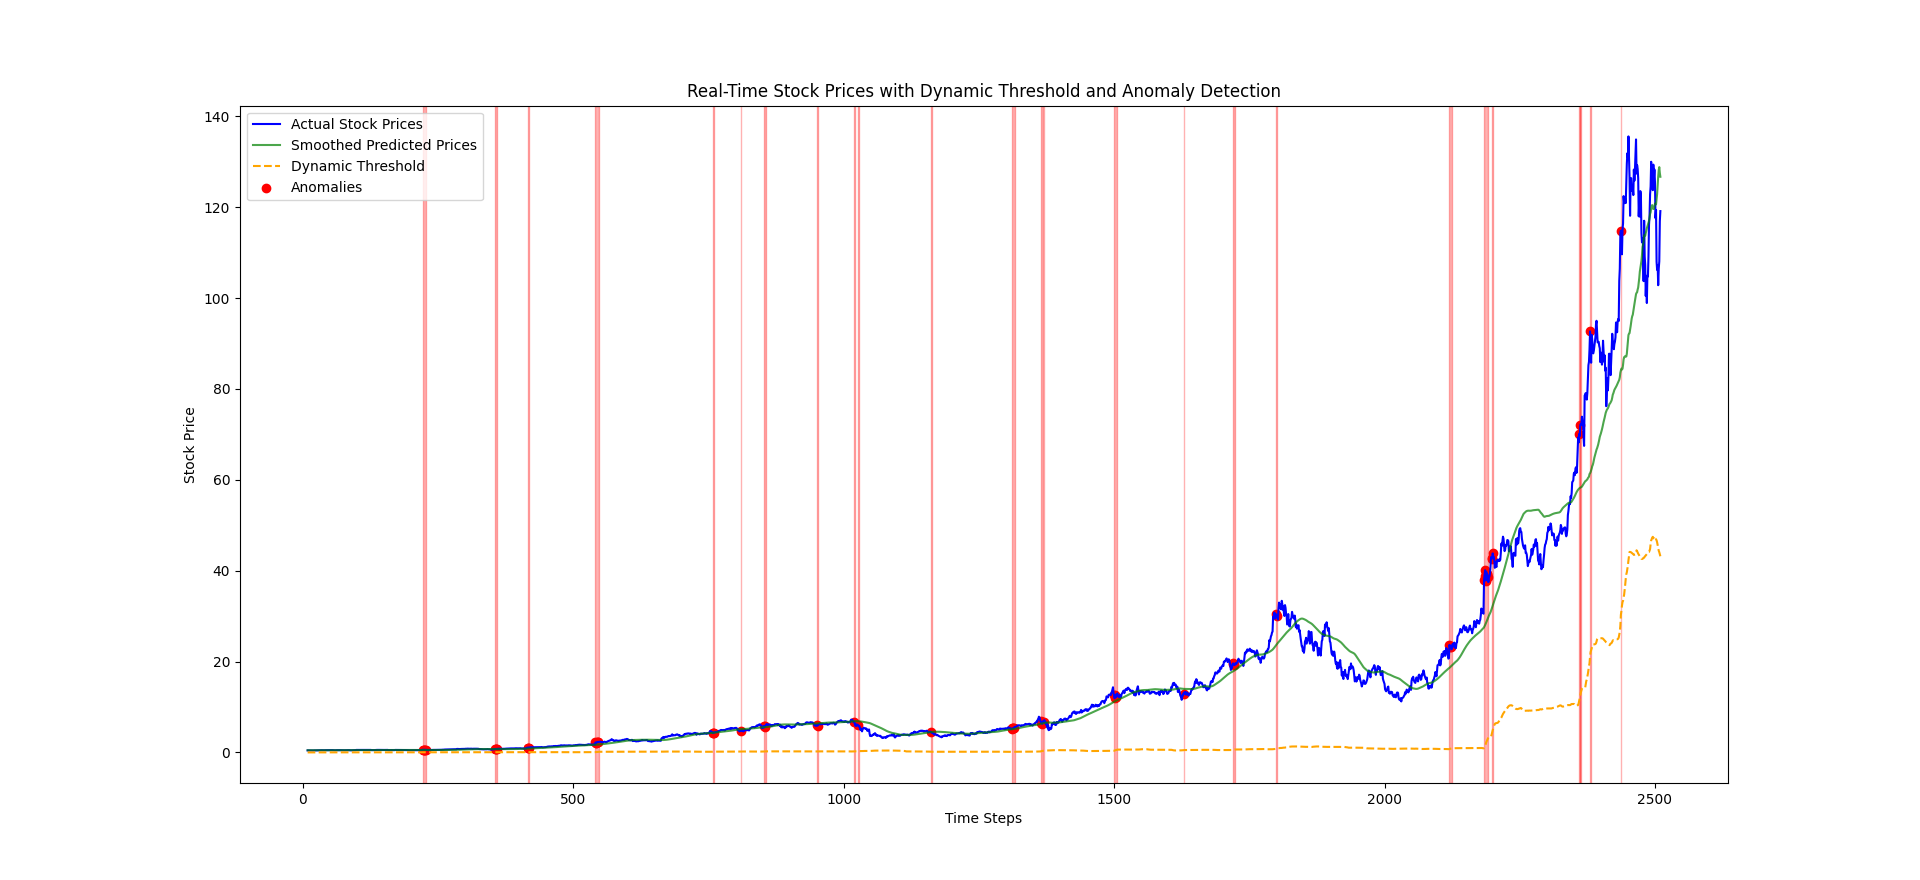 Real-Time Stock Prices with Dynamic Threshold and Anomaly Detection
Actual Stock Prices
Smoothed Predicted Prices
Dynamic Threshold
Anomalies
140
120
100
80
60
40
20
0
Stock Price
0 500 1000 1500 2000 2500
Time Steps